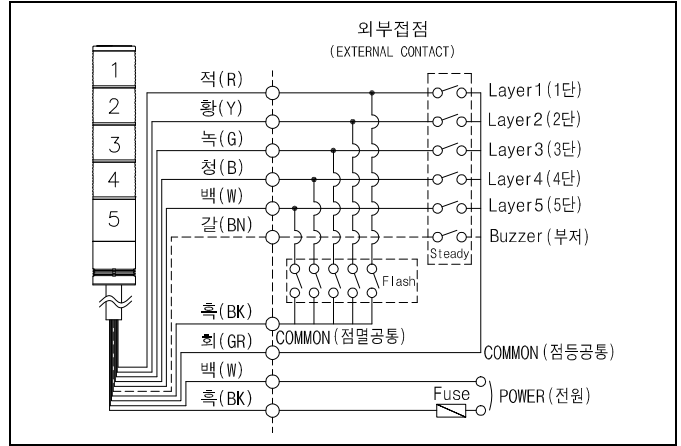 외부접점
(EXTERNAL CONTACT)
1
2
3
4
5
적(R)
황(Y)
녹(G)
청(B)
백(W)
갈(BN)
Layer1(1단)
Layer2(2단)
Layer3(3단)
Layer4(4단)
Layer5(5단)
Buzzer(부저)
Steady
Flash
흑(BK)
COMMON(점멸공통)
회(GR)
COMMON(점등공통)
백(W)
흑(BK)
Fuse
POWER(전원)